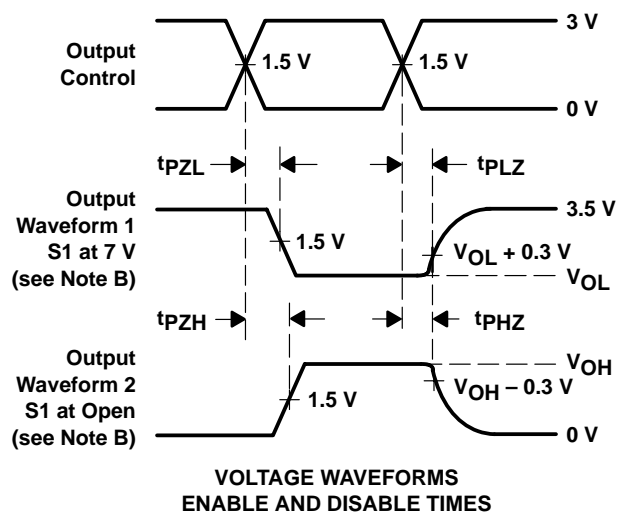 Output
Control
3 V
1.5 V
1.5 V
0 V
tPZL
tPLZ
Output
Waveform 1
S1 at 7 V
(see Note B)
3.5 V
1.5 V
VOL + 0.3 V
VOL
tPZH
tPHZ
Output
Waveform 2
S1 at Open
(see Note B)
VOH
1.5 V
VOH – 0.3 V
0 V
VOLTAGE WAVEFORMS
ENABLE AND DISABLE TIMES